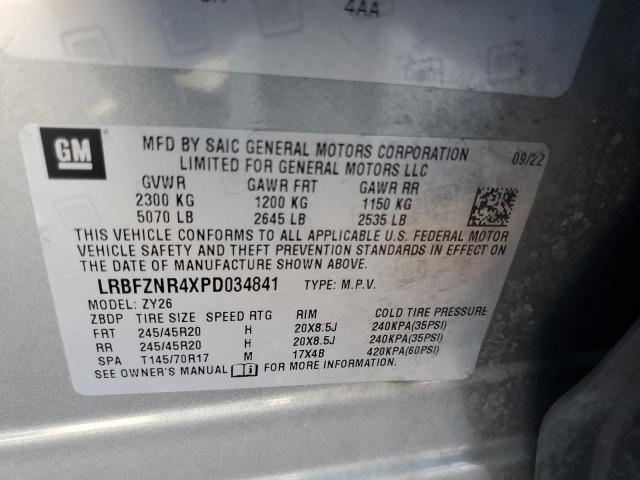 4AA
GM
MFD BY SAIC GENERAL MOTORS CORPORATION
LIMITED FOR GENERAL MOTORS LLC
09/22
GVWR GAWR FRT GAWR RR
2300 KG 1200 KG 1150 KG
5070 LB 2645 LB 2535 LB
THIS VEHICLE CONFORMS TO ALL APPLICABLE U.S. FEDERAL MOTOR
VEHICLE SAFETY AND THEFT PREVENTION STANDARDS IN EFFECT ON
THE DATE OF MANUFACTURE SHOWN ABOVE.
LRBFZNR4XPD034841 TYPE: M.P.V.
MODEL: ZY26
ZBDP TIRE SIZE SPEED RTG RIM COLD TIRE PRESSURE
FRT 245/45R20 H 20X8.5J 240KPA(35PSI)
RR 245/45R20 H 20X8.5J 240KPA(35PSI)
SPA T145/70R17 M 17X4B 420KPA(60PSI)
SEE OWNER'S MANUAL FOR MORE INFORMATION.